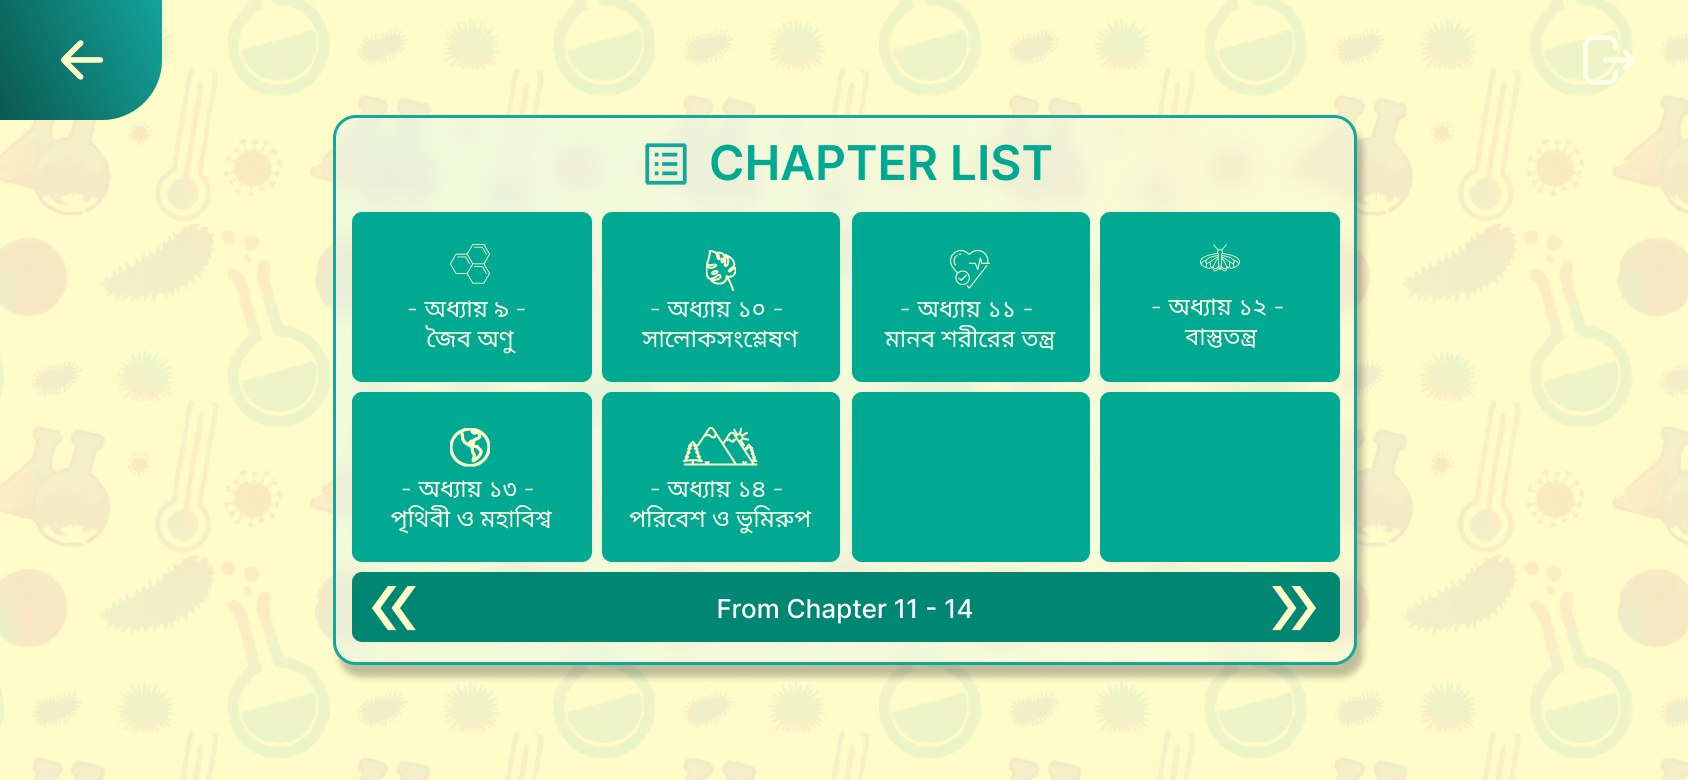 CHAPTER LIST
- অধ্যায় ৯ -
জৈব অণু
- অধ্যায় ১০ -
সালোকসংশ্লেষণ
- অধ্যায় ১১ -
মানব শরীরের তন্ত্র
- অধ্যায় ১২ -
বাস্তুতন্ত্র
- অধ্যায় ১৩ -
পৃথিবী ও মহাবিশ্ব
- অধ্যায় ১৪ -
পরিবেশ ও ভুমিরুপ
From Chapter 11 - 14